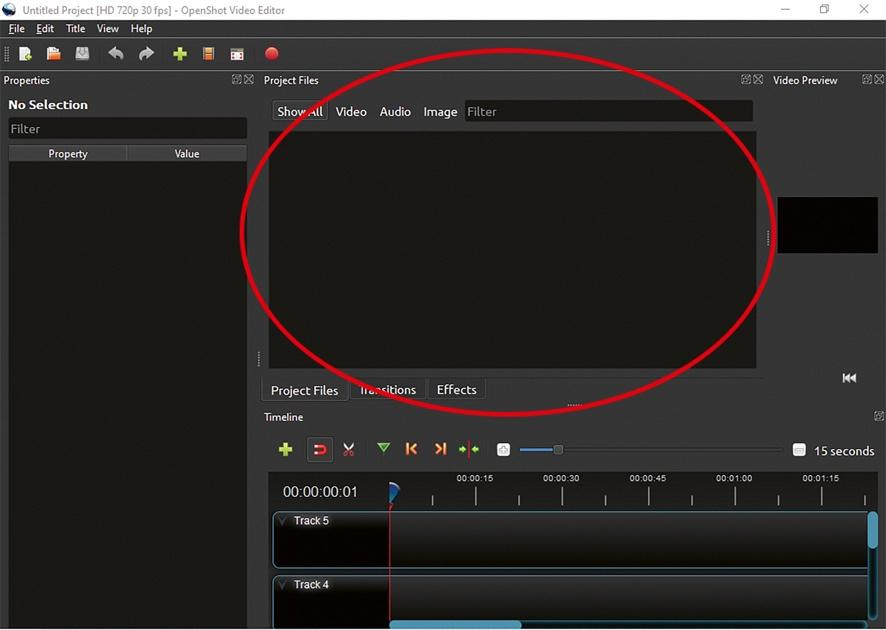 Untitled Project [HD 720p 30 fps] - OpenShot Video Editor
File Edit Title View Help
Properties
Project Files
Video Preview
No Selection
Show All Video Audio Image Filter
Filter
Property Value
Project Files Transitions Effects
Timeline
15 seconds
00:00:00:01
00:00:15 00:00:30 00:00:45 00:01:00 00:01:15
Track 5
Track 4